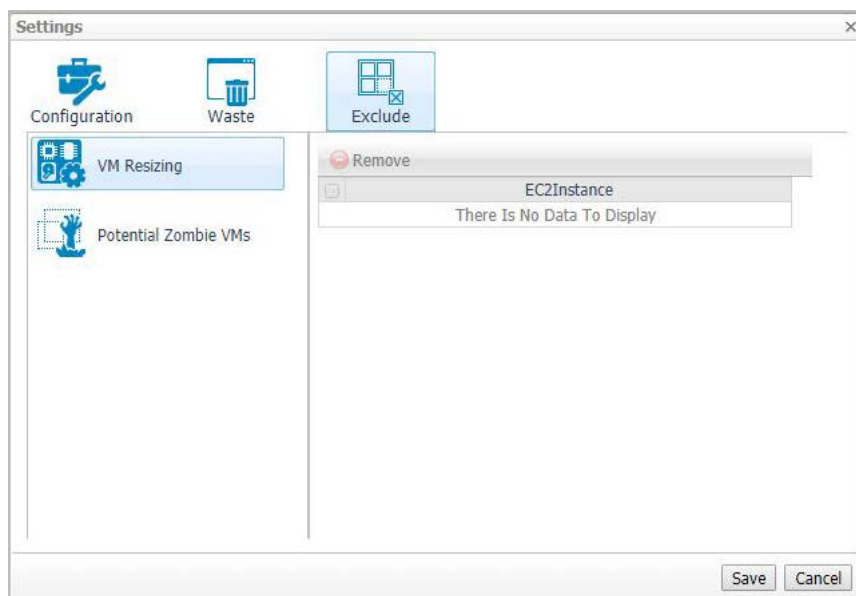 Settings
Configuration
Waste
Exclude
VM Resizing
Potential Zombie VMs
Remove
EC2Instance
There Is No Data To Display
Save
Cancel